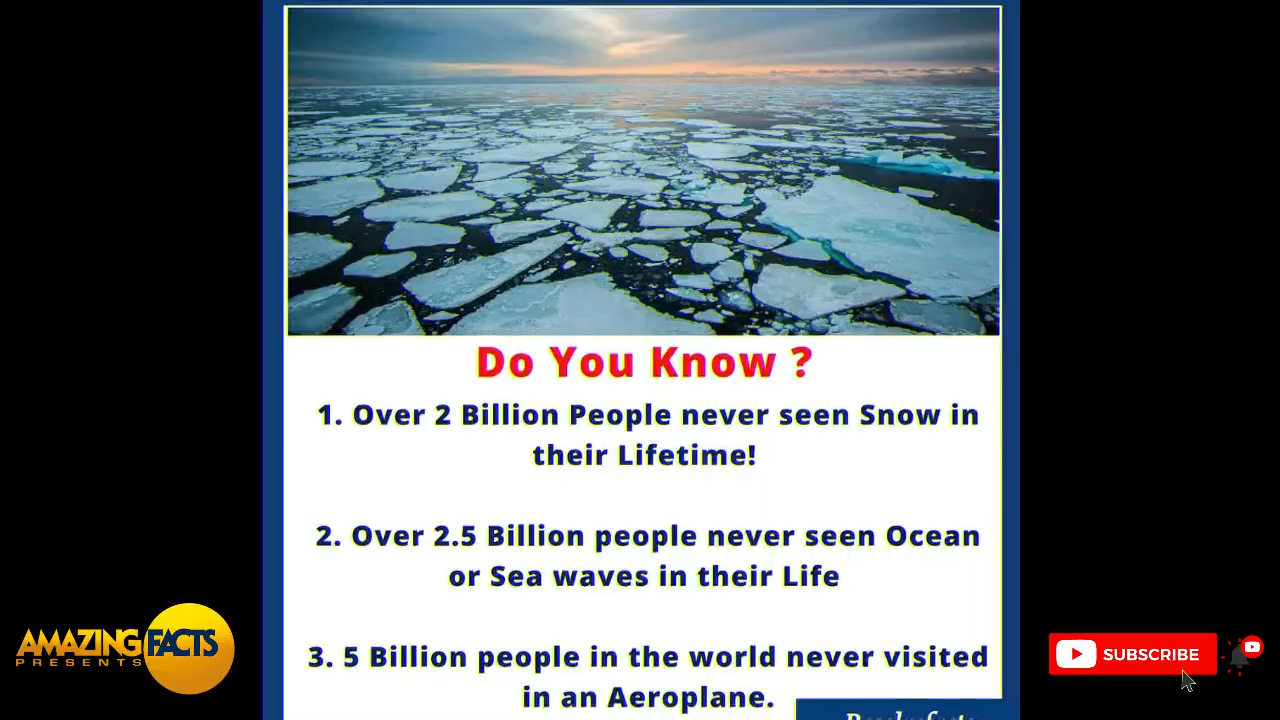 Do You Know ?
1. Over 2 Billion People never seen Snow in
their Lifetime!
2. Over 2.5 Billion people never seen Ocean
or Sea waves in their Life
3. 5 Billion people in the world never visited
in an Aeroplane.
AMAZING FACTS
PRESENTS
SUBSCRIBE